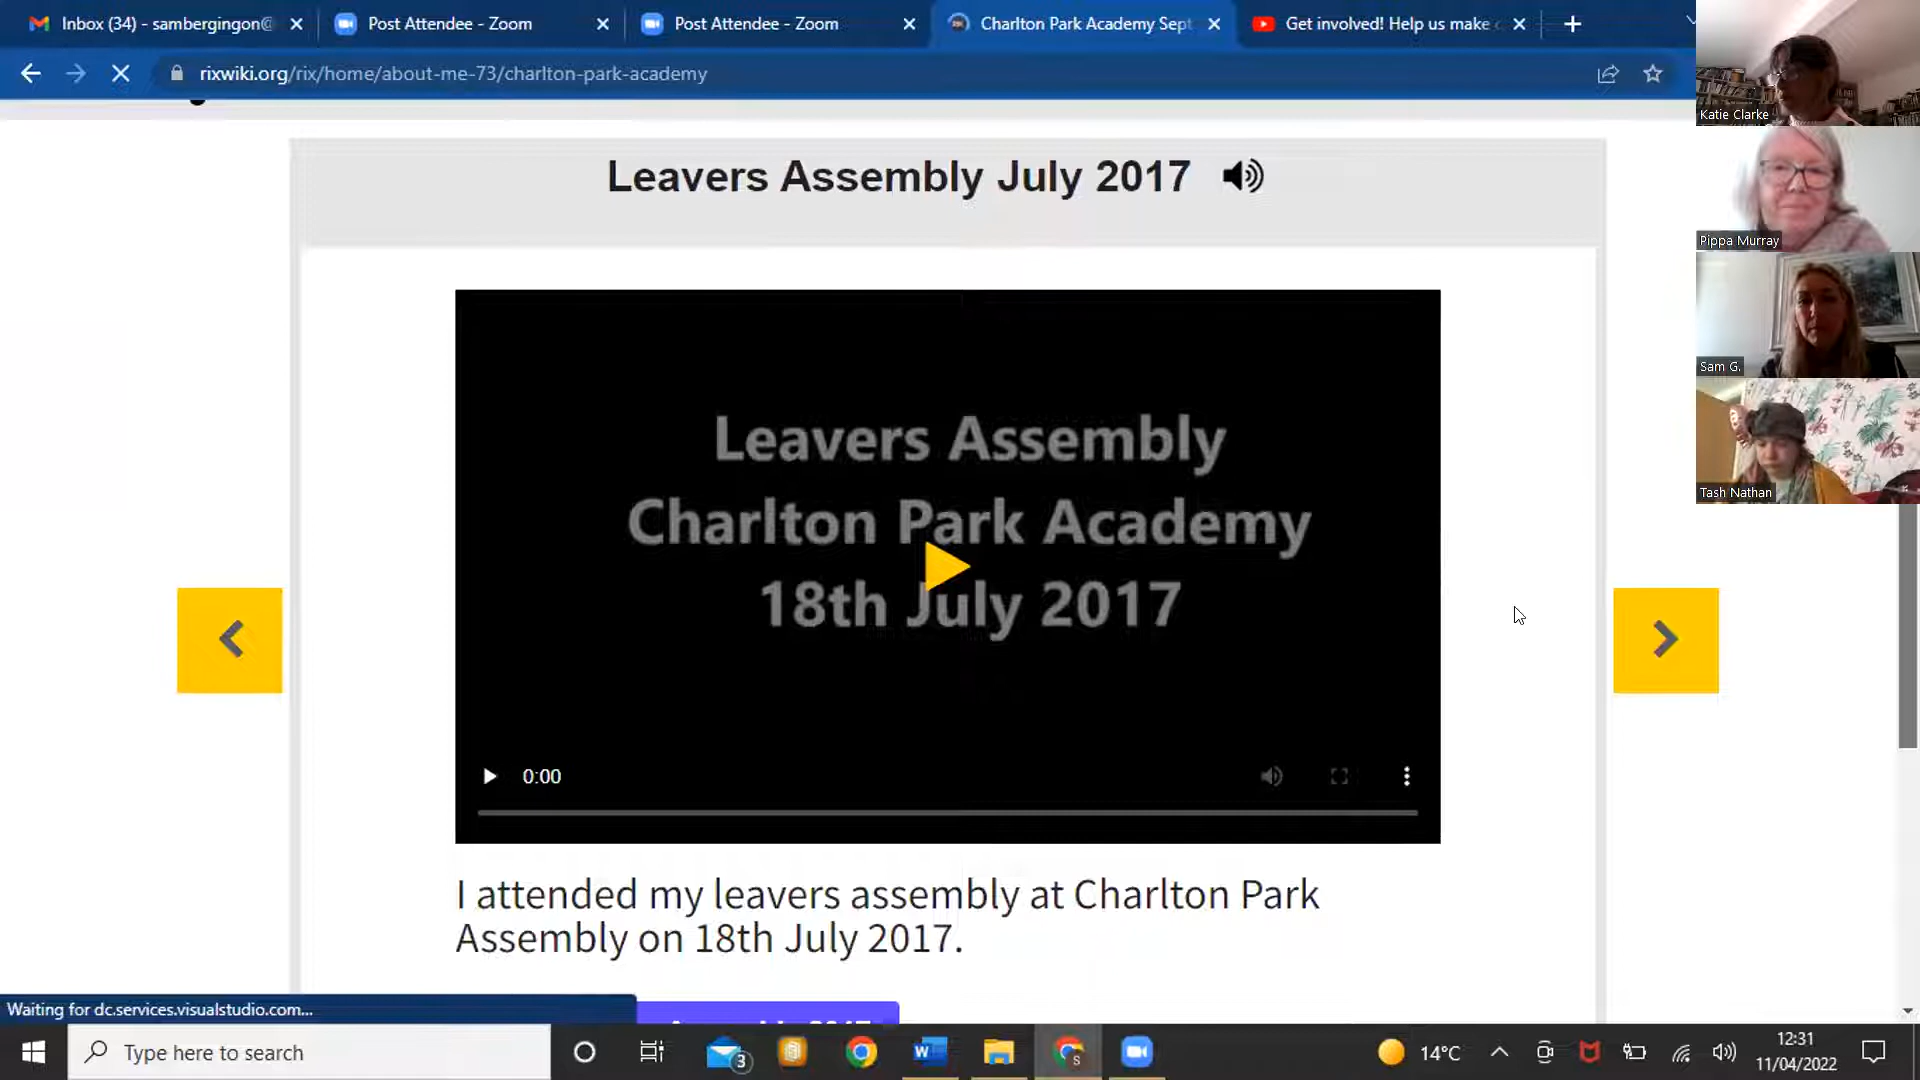 Inbox (34) - sambergingon@
Post Attendee - Zoom
Post Attendee - Zoom
Charlton Park Academy Sept
Get involved! Help us make
rixwiki.org/rix/home/about-me-73/charlton-park-academy
Katie Clarke
Pippa Murray
Sam G.
Tash Nathan
Leavers Assembly July 2017
Leavers Assembly
Charlton Park Academy
18th July 2017
0:00
I attended my leavers assembly at Charlton Park
Assembly on 18th July 2017.
Waiting for dc.services.visualstudio.com...
Type here to search
3
14°C
12:31
11/04/2022